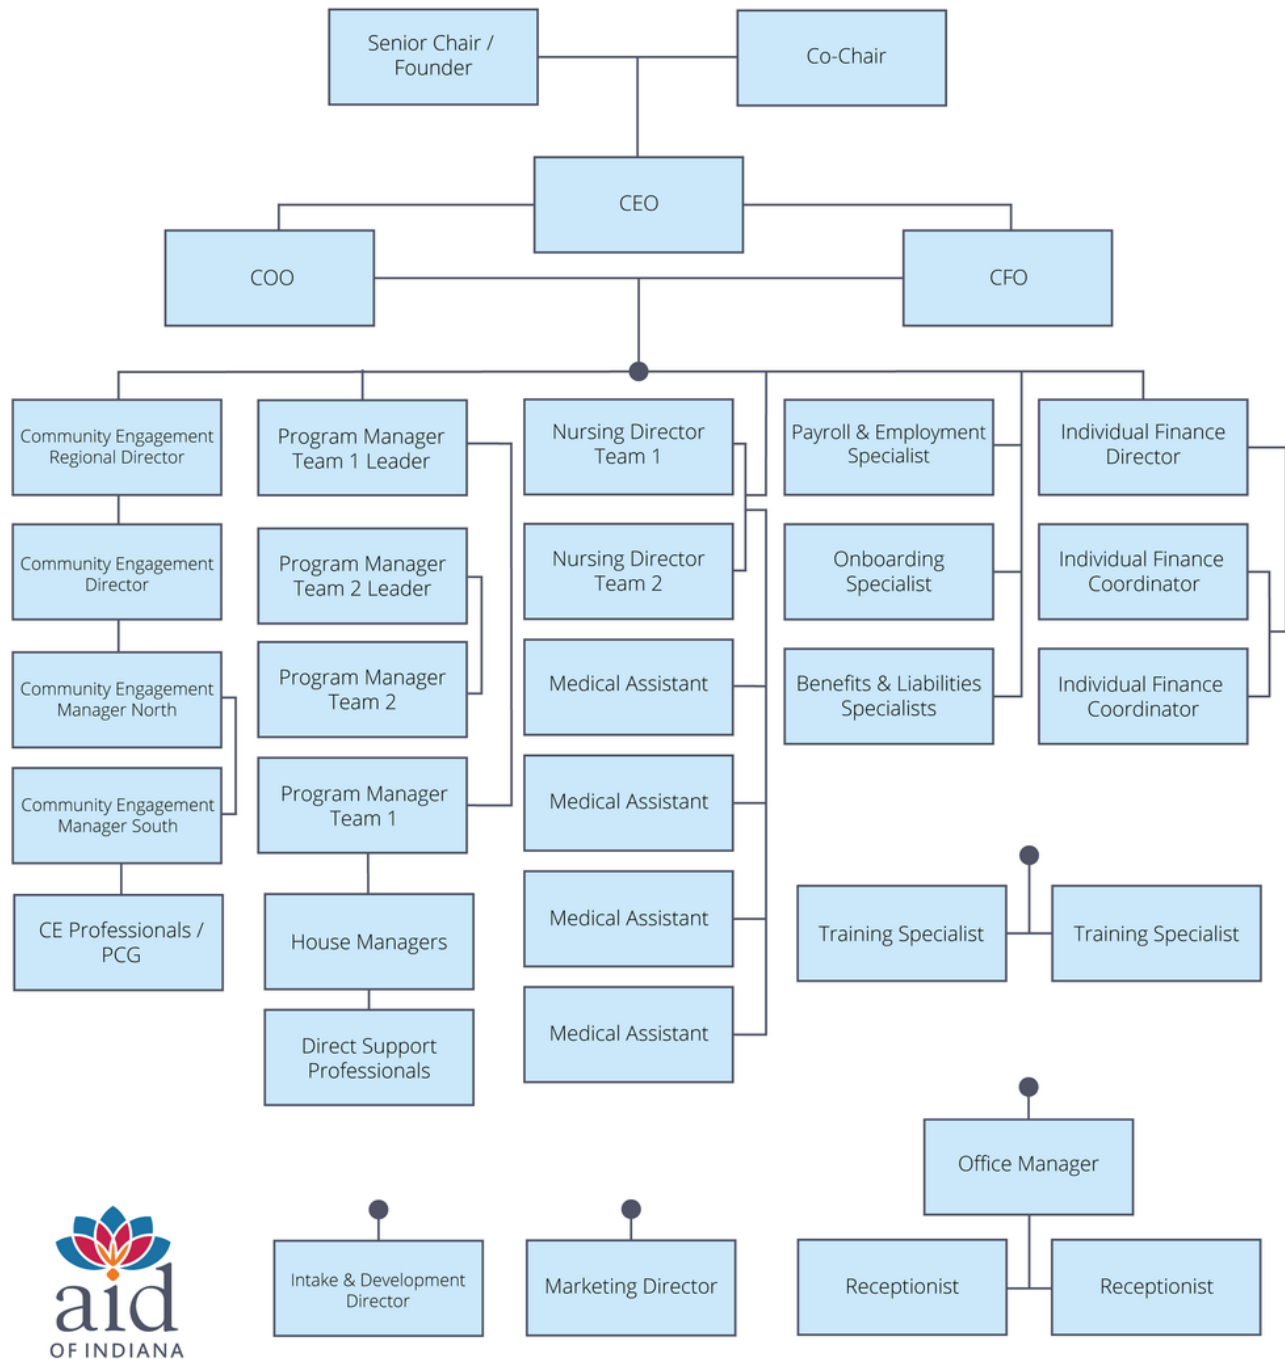 Senior Chair /
Founder
Co-Chair
CEO
COO
CFO
Community Engagement
Regional Director
Program Manager
Team 1 Leader
Nursing Director
Team 1
Payroll & Employment
Specialist
Individual Finance
Director
Community Engagement
Director
Program Manager
Team 2 Leader
Nursing Director
Team 2
Onboarding
Specialist
Individual Finance
Coordinator
Community Engagement
Manager North
Program Manager
Team 2
Medical Assistant
Benefits & Liabilities
Specialists
Individual Finance
Coordinator
Community Engagement
Manager South
Program Manager
Team 1
Medical Assistant
CE Professionals /
PCG
House Managers
Medical Assistant
Training Specialist
Training Specialist
Direct Support
Professionals
Medical Assistant
Office Manager
Intake & Development
Director
Marketing Director
Receptionist
Receptionist
aid
OF INDIANA